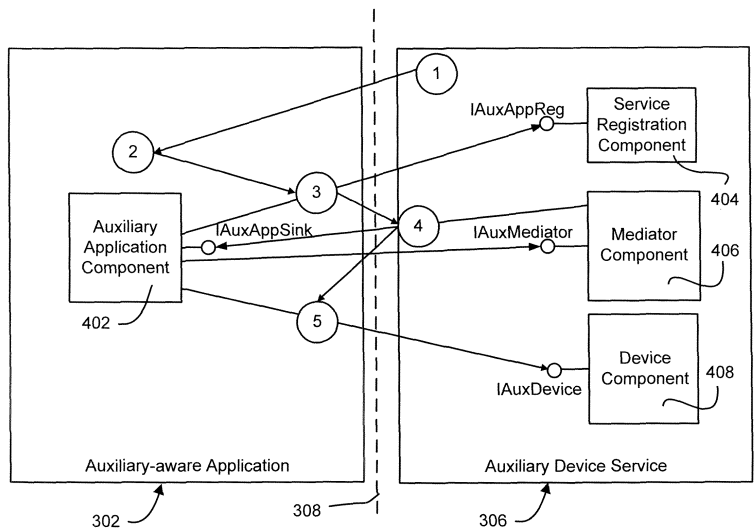 1
IAuxAppReg
Service
Registration
Component
2
3
404
Auxiliary
Application
Component
IAuxAppSink
4
IAuxMediator
Mediator
Component
406
402
5
Device
Component
408
IAuxDevice
Auxiliary-aware Application
Auxiliary Device Service
302
308
306